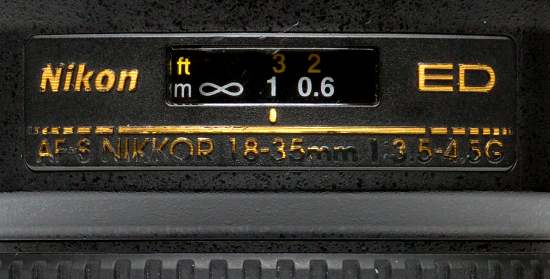 Nikon
ft 3 2
m ∞ 1 0.6
ED
AF-S NIKKOR 18-35mm 1:3.5-4.5G